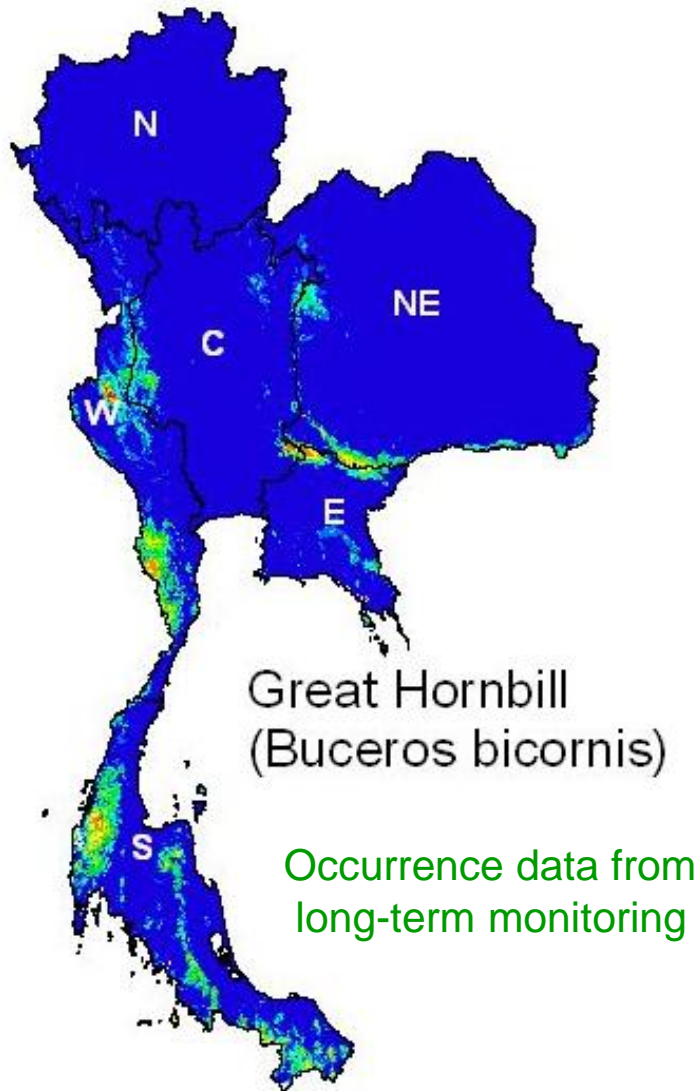 N
NE
C
W
E
Great Hornbill
(Buceros bicornis)
S
Occurrence data from
long-term monitoring